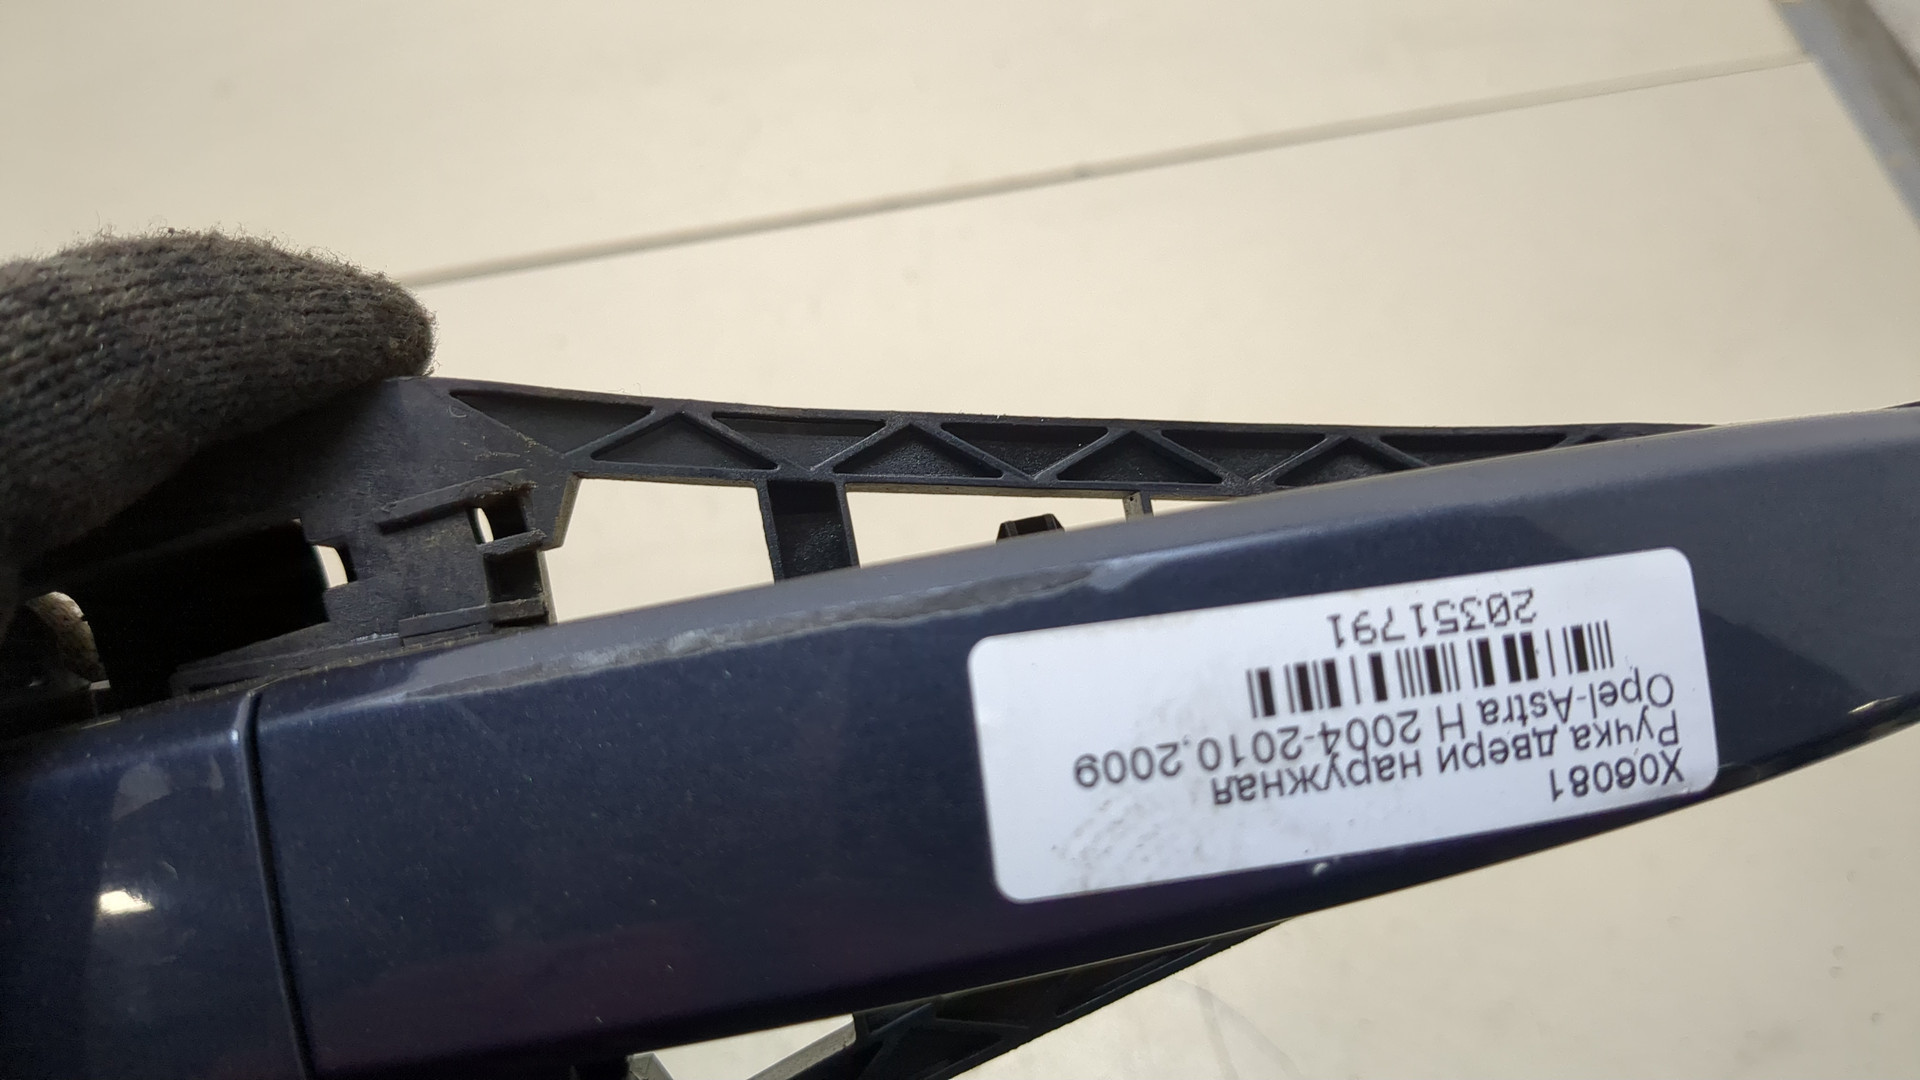 X06081
Ручка двери наружная
Opel-Astra H 2004-2010.2009
20351791